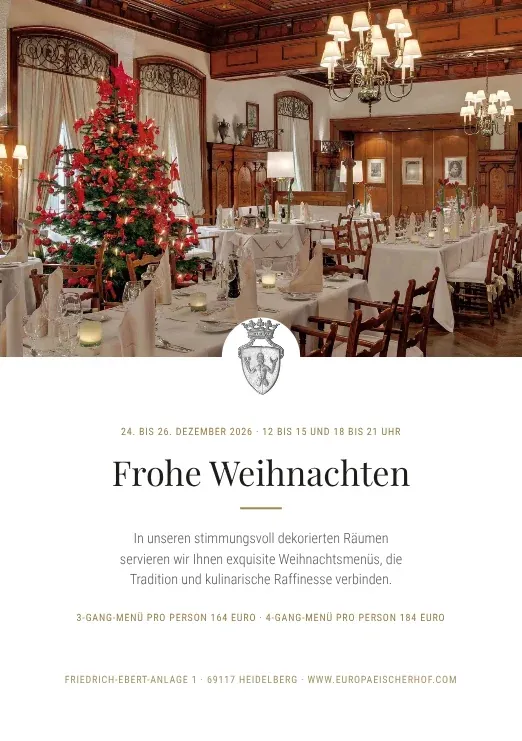 24. BIS 26. DEZEMBER 2026 · 12 BIS 15 UND 18 BIS 21 UHR
Frohe Weihnachten
In unseren stimmungsvoll dekorierten Räumen
servieren wir Ihnen exquisite Weihnachtsmenüs, die
Tradition und kulinarische Raffinesse verbinden.
3-GANG-MENÜ PRO PERSON 164 EURO · 4-GANG-MENÜ PRO PERSON 184 EURO
FRIEDRICH-EBERT-ANLAGE 1 · 69117 HEIDELBERG · WWW.EUROPAEISCHERHOF.COM